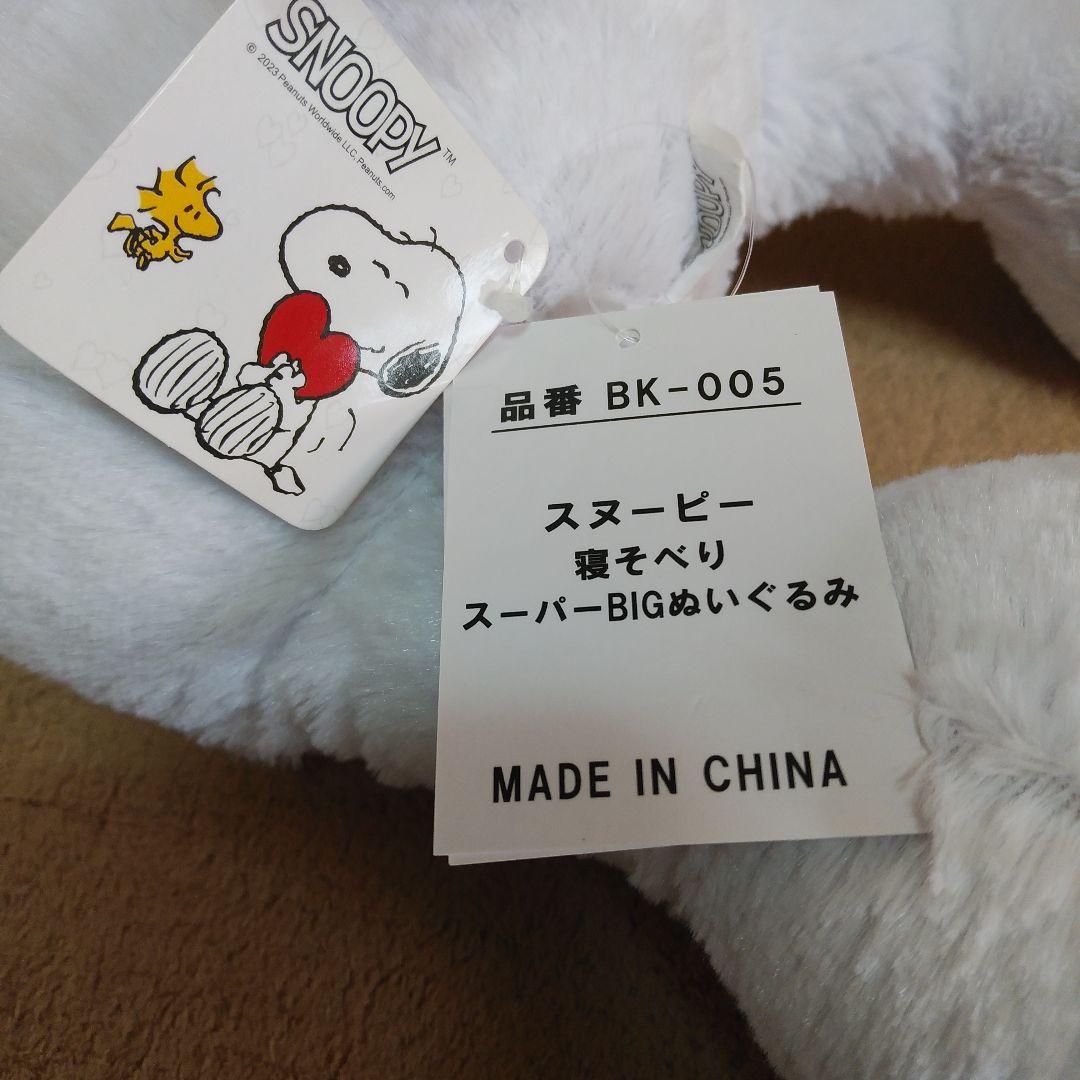 SNOOPY™
© 2023 Peanuts Worldwide LLC, Peanuts.com
SNOOPY
品番 BK-005
スヌーピー
寝そべり
スーパーBIGぬいぐるみ
MADE IN CHINA